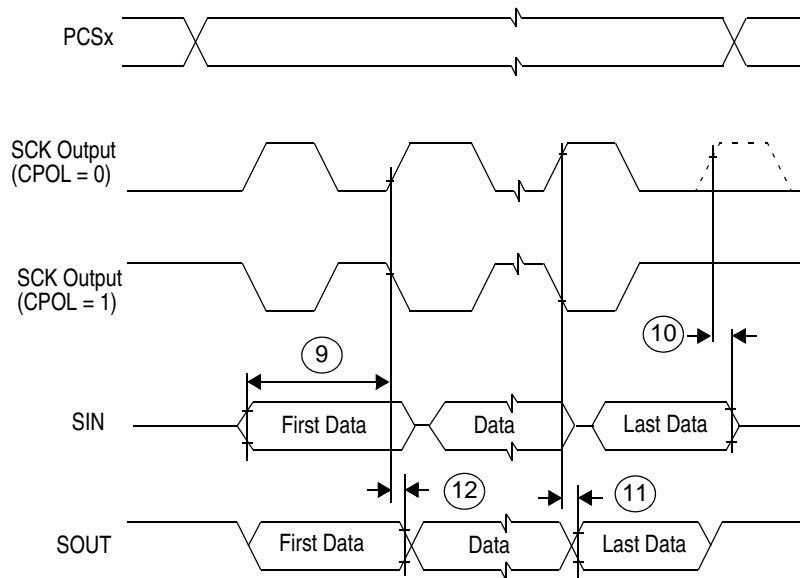 PCSx
SCK Output
(CPOL = 0)
SCK Output
(CPOL = 1)
10
9
SIN
First Data
Data
Last Data
12
11
SOUT
First Data
Data
Last Data